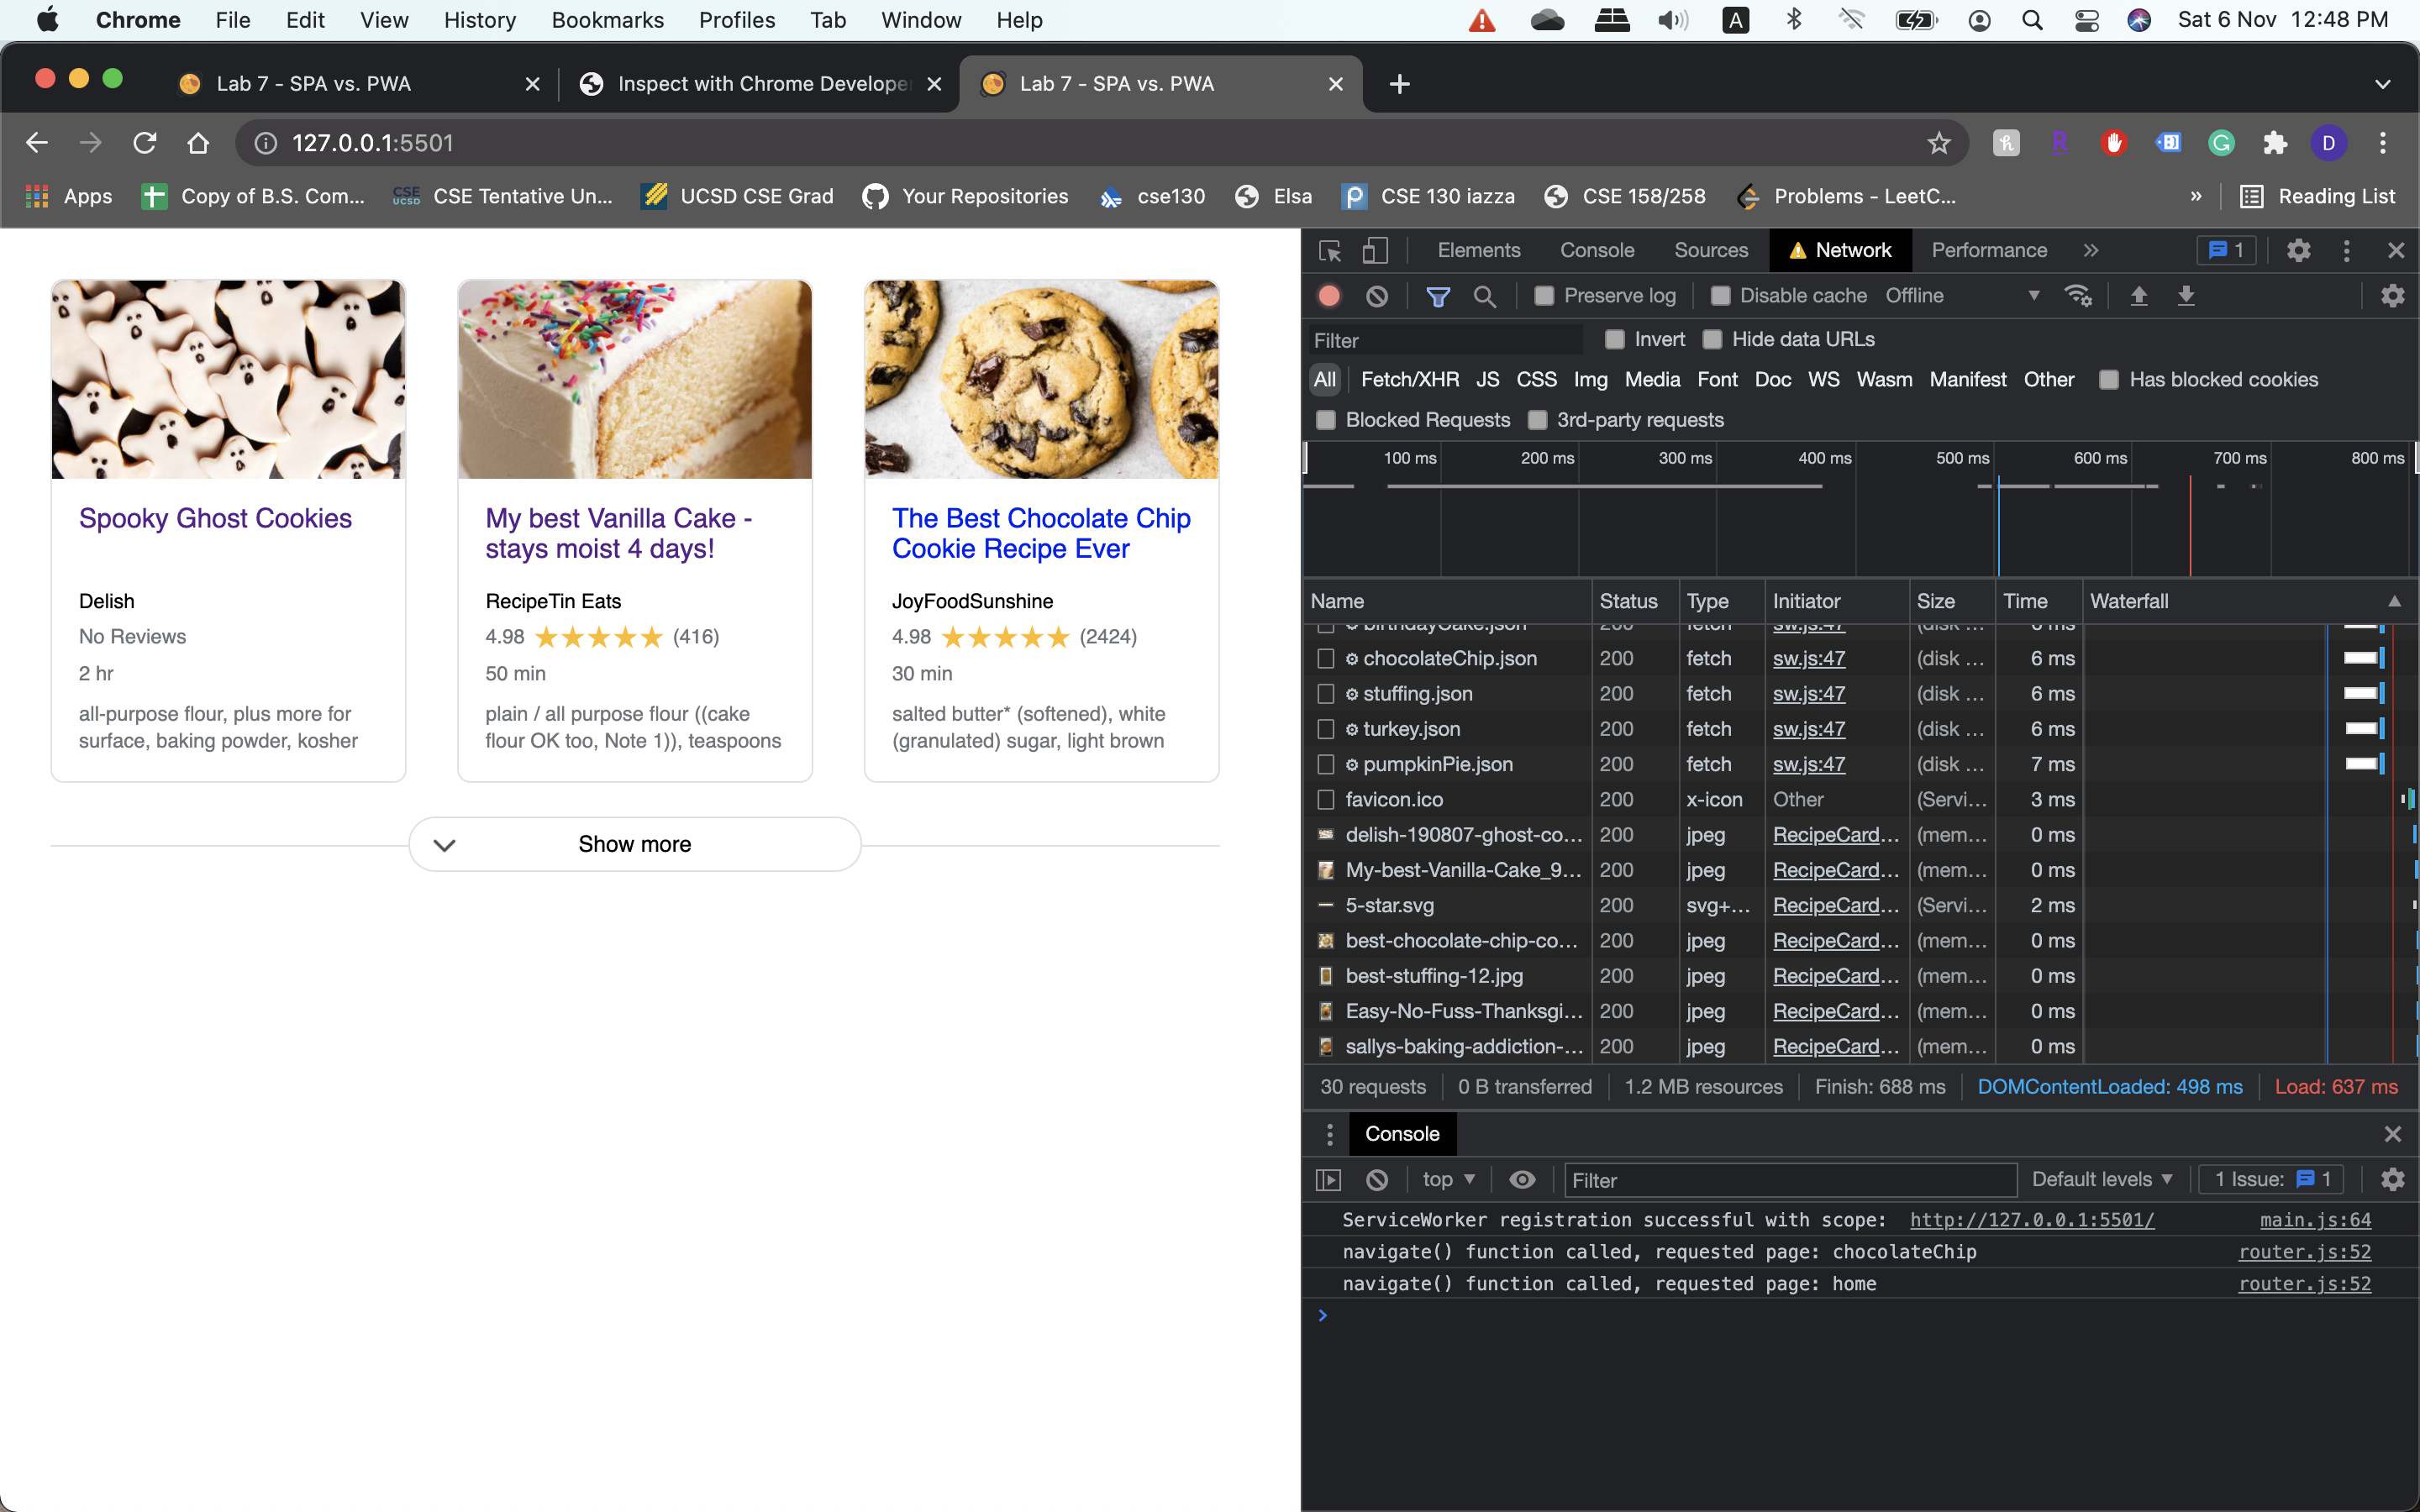 Chrome File Edit View History Bookmarks Profiles Tab Window Help A Sat 6 Nov 12:48 PM
Lab 7 - SPA vs. PWA Inspect with Chrome Develope Lab 7 - SPA vs. PWA
127.0.0.1:5501 D
Apps Copy of B.S. Com... CSE Tentative Un... UCSD CSE Grad Your Repositories cse130 Elsa CSE 130 iazza CSE 158/258 Problems - LeetC... » Reading List
Spooky Ghost Cookies
Delish
No Reviews
2 hr
all-purpose flour, plus more for
surface, baking powder, kosher
My best Vanilla Cake -
stays moist 4 days!
RecipeTin Eats
4.98 (416)
50 min
plain / all purpose flour ((cake
flour OK too, Note 1)), teaspoons
The Best Chocolate Chip
Cookie Recipe Ever
JoyFoodSunshine
4.98 (2424)
30 min
salted butter* (softened), white
(granulated) sugar, light brown
Show more
Elements Console Sources Network Performance » 1
Preserve log Disable cache Offline
Filter Invert Hide data URLs
All Fetch/XHR JS CSS Img Media Font Doc WS Wasm Manifest Other Has blocked cookies
Blocked Requests 3rd-party requests
100 ms 200 ms 300 ms 400 ms 500 ms 600 ms 700 ms 800 ms
Name Status Type Initiator Size Time Waterfall
birthdayCake.json 200 fetch sw.js:47 (disk ... 6 ms
chocolateChip.json 200 fetch sw.js:47 (disk ... 6 ms
stuffing.json 200 fetch sw.js:47 (disk ... 6 ms
turkey.json 200 fetch sw.js:47 (disk ... 6 ms
pumpkinPie.json 200 fetch sw.js:47 (disk ... 7 ms
favicon.ico 200 x-icon Other (Servi... 3 ms
delish-190807-ghost-co... 200 jpeg RecipeCard... (mem... 0 ms
My-best-Vanilla-Cake_9... 200 jpeg RecipeCard... (mem... 0 ms
5-star.svg 200 svg+... RecipeCard... (Servi... 2 ms
best-chocolate-chip-co... 200 jpeg RecipeCard... (mem... 0 ms
best-stuffing-12.jpg 200 jpeg RecipeCard... (mem... 0 ms
Easy-No-Fuss-Thanksgi... 200 jpeg RecipeCard... (mem... 0 ms
sallys-baking-addiction-... 200 jpeg RecipeCard... (mem... 0 ms
30 requests 0 B transferred 1.2 MB resources Finish: 688 ms DOMContentLoaded: 498 ms Load: 637 ms
Console
top Filter Default levels 1 Issue: 1
ServiceWorker registration successful with scope: http://127.0.0.1:5501/ main.js:64
navigate() function called, requested page: chocolateChip router.js:52
navigate() function called, requested page: home router.js:52